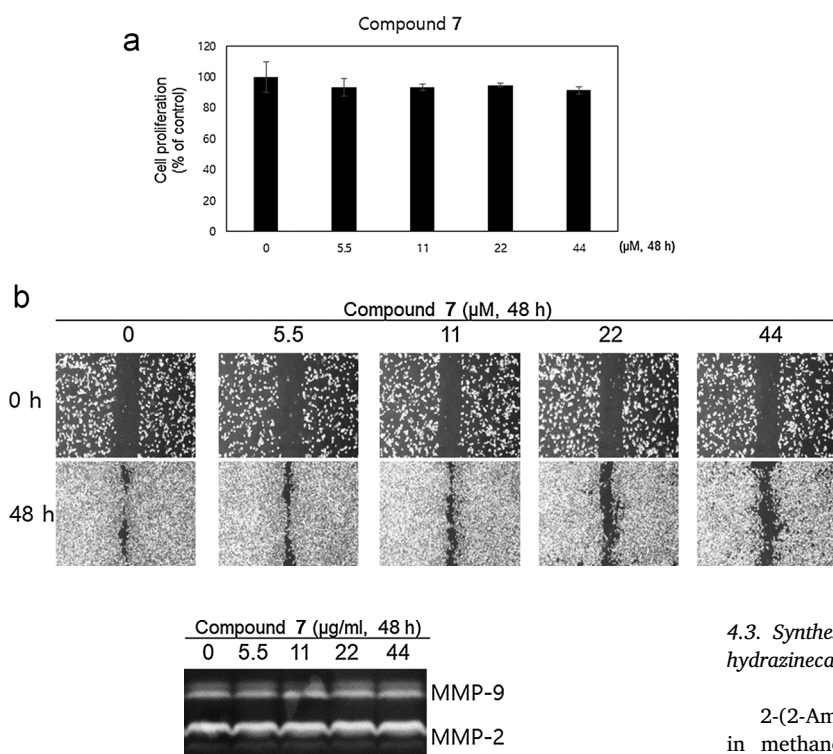 Compound 7
a
120
100
80
60
40
20
0
Cell proliferation
(% of control)
0 5.5 11 22 44 (μM, 48 h)
b
Compound 7 (μM, 48 h)
0 5.5 11 22 44
0 h
48 h
Compound 7 (μg/ml, 48 h)
0 5.5 11 22 44
MMP-9
MMP-2
4.3. Synthe
hydrazineca
2-(2-Am
in methan